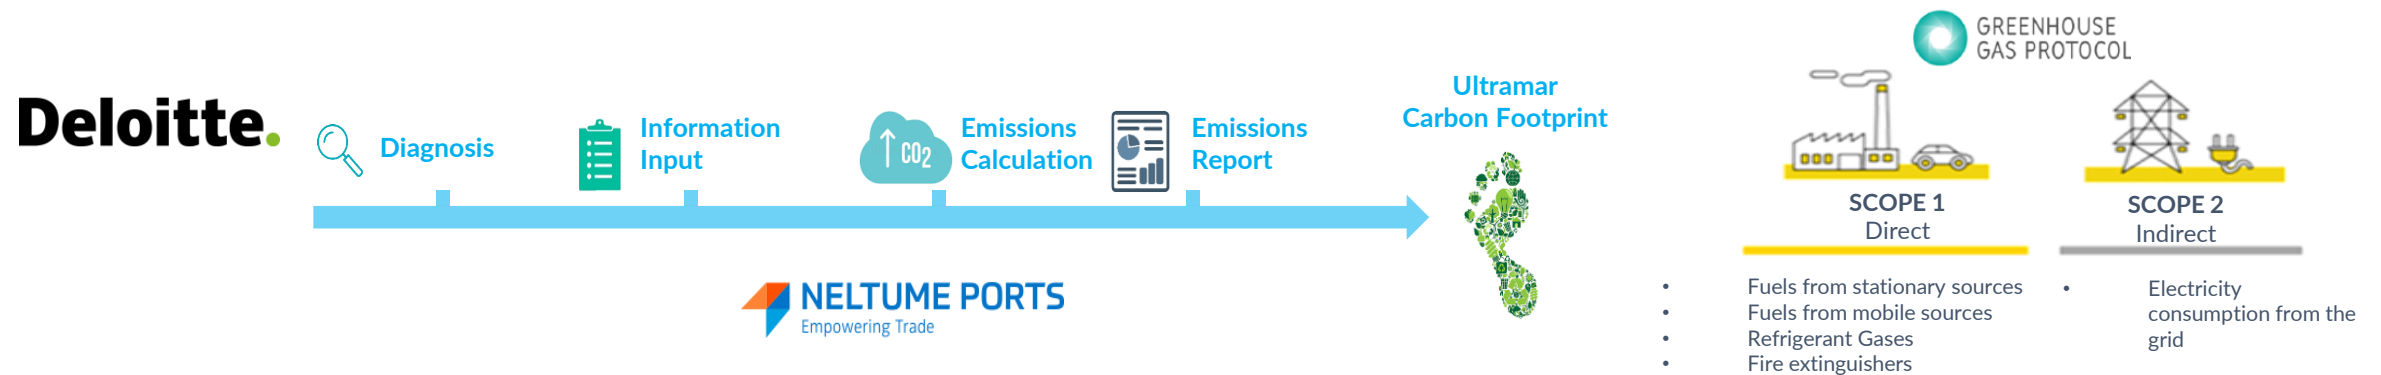 Deloitte.
Diagnosis
Information
Input
CO2
Emissions
Calculation
Emissions
Report
Ultramar
Carbon Footprint
NELTUME PORTS
Empowering Trade
GREENHOUSE
GAS PROTOCOL
SCOPE 1
Direct
• Fuels from stationary sources
• Fuels from mobile sources
• Refrigerant Gases
• Fire extinguishers
SCOPE 2
Indirect
• Electricity
consumption from the
grid